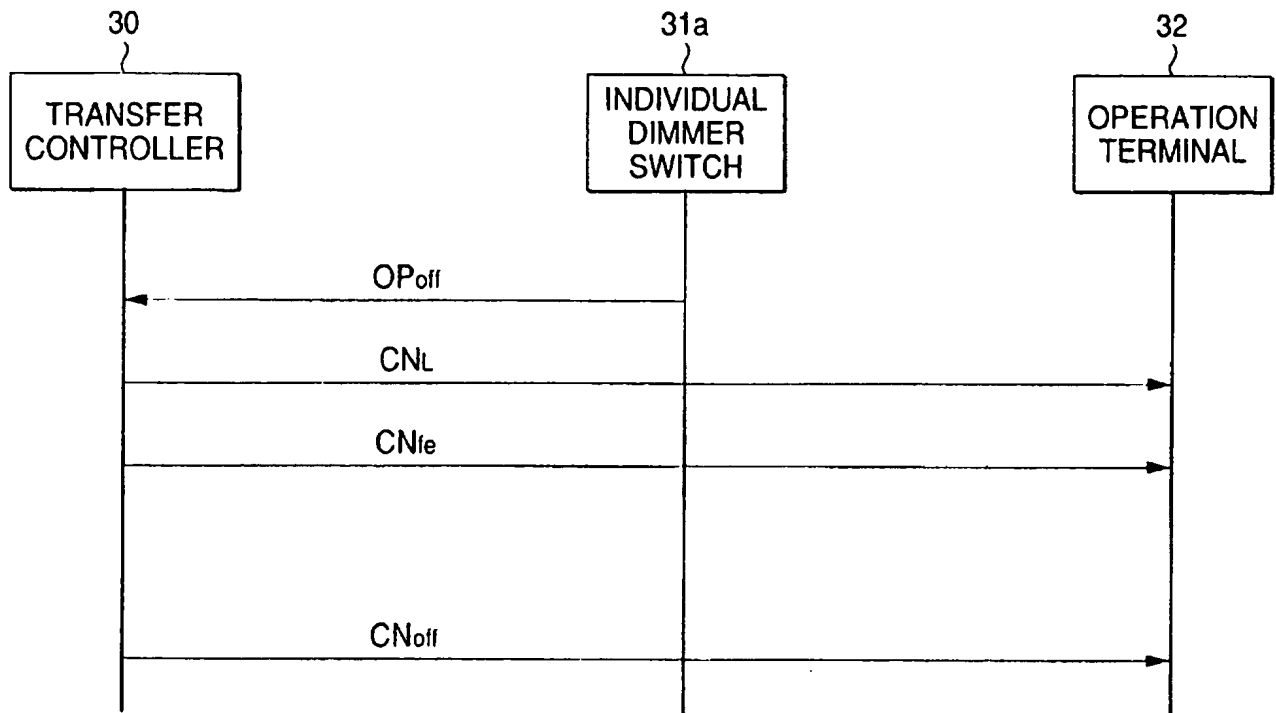 30
31a
32
TRANSFER
CONTROLLER
INDIVIDUAL
DIMMER
SWITCH
OPERATION
TERMINAL
OPoff
CNL
CNfe
CNoff